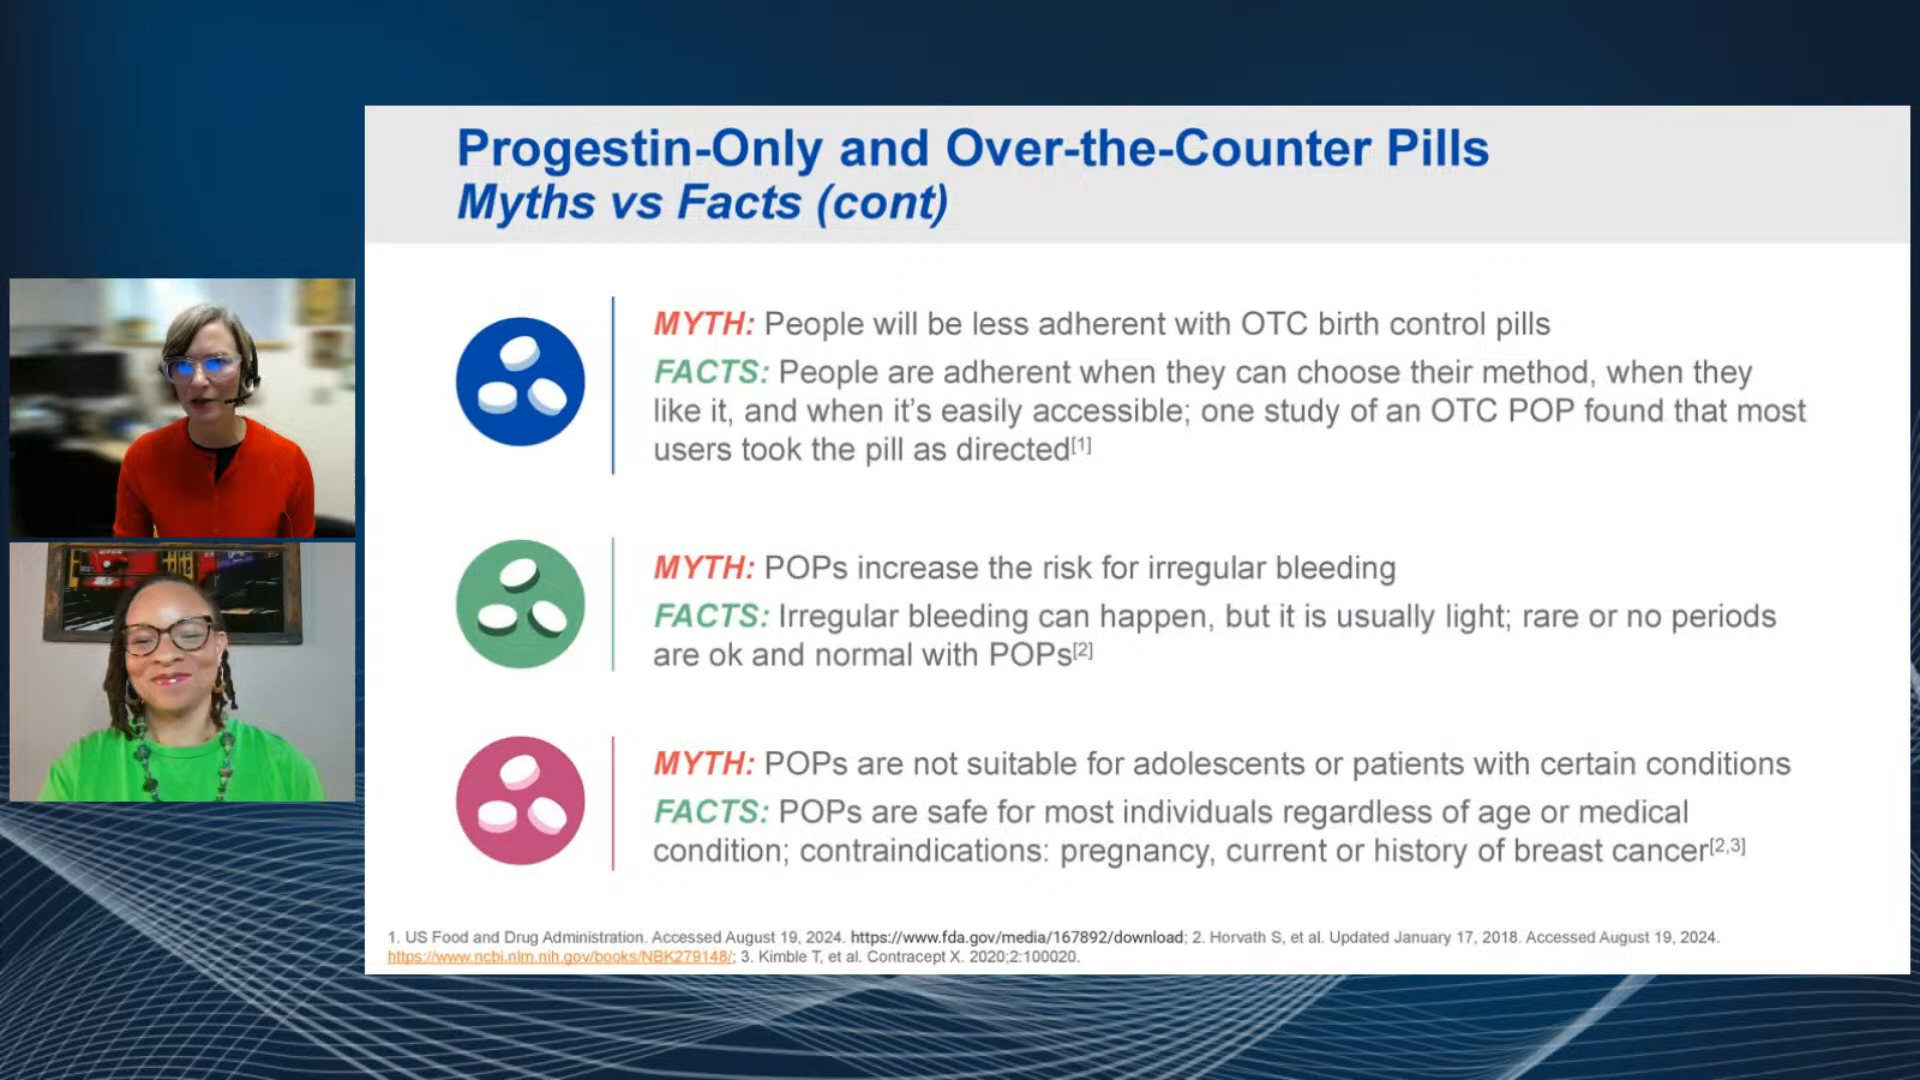 Progestin-Only and Over-the-Counter Pills
Myths vs Facts (cont)
MYTH: People will be less adherent with OTC birth control pills
FACTS: People are adherent when they can choose their method, when they
like it, and when it’s easily accessible; one study of an OTC POP found that most
users took the pill as directed[1]
MYTH: POPs increase the risk for irregular bleeding
FACTS: Irregular bleeding can happen, but it is usually light; rare or no periods
are ok and normal with POPs[2]
MYTH: POPs are not suitable for adolescents or patients with certain conditions
FACTS: POPs are safe for most individuals regardless of age or medical
condition; contraindications: pregnancy, current or history of breast cancer[2,3]
1. US Food and Drug Administration. Accessed August 19, 2024. https://www.fda.gov/media/167892/download; 2. Horvath S, et al. Updated January 17, 2018. Accessed August 19, 2024.
https://www.ncbi.nlm.nih.gov/books/NBK279148/; 3. Kimble T, et al. Contracept X. 2020;2:100020.